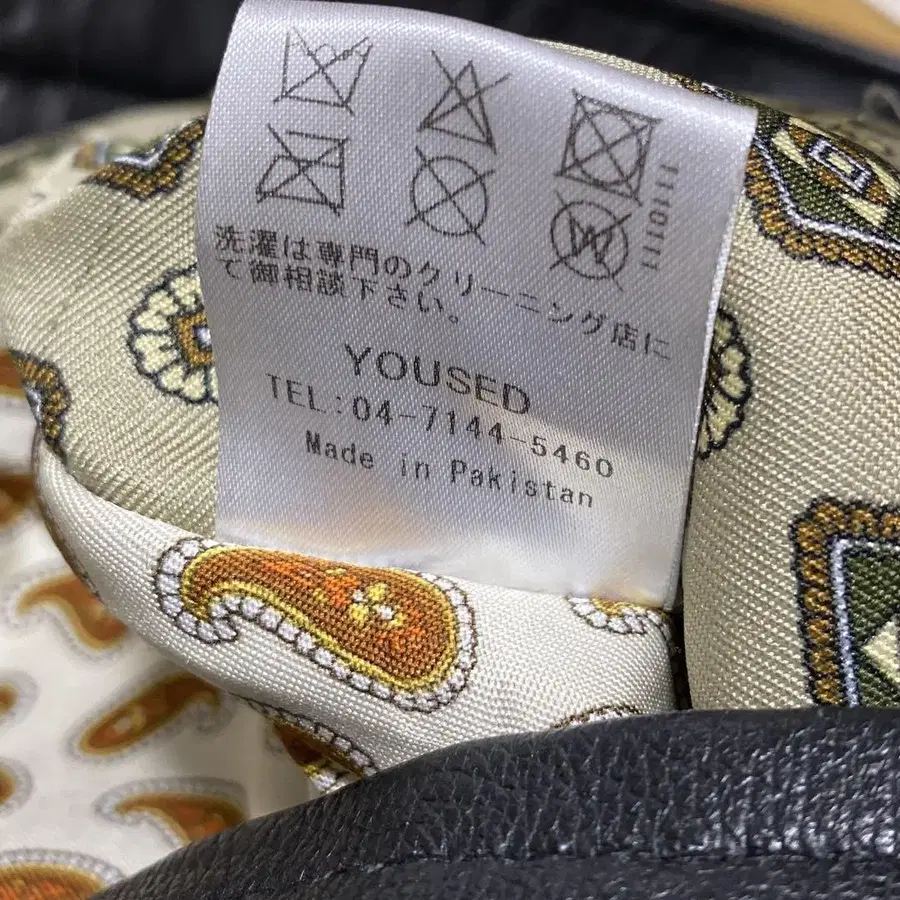 111011
洗濯は専門のクリーニング店に
て御相談下さい。
YOUSED
TEL:04-7144-5460
Made in Pakistan